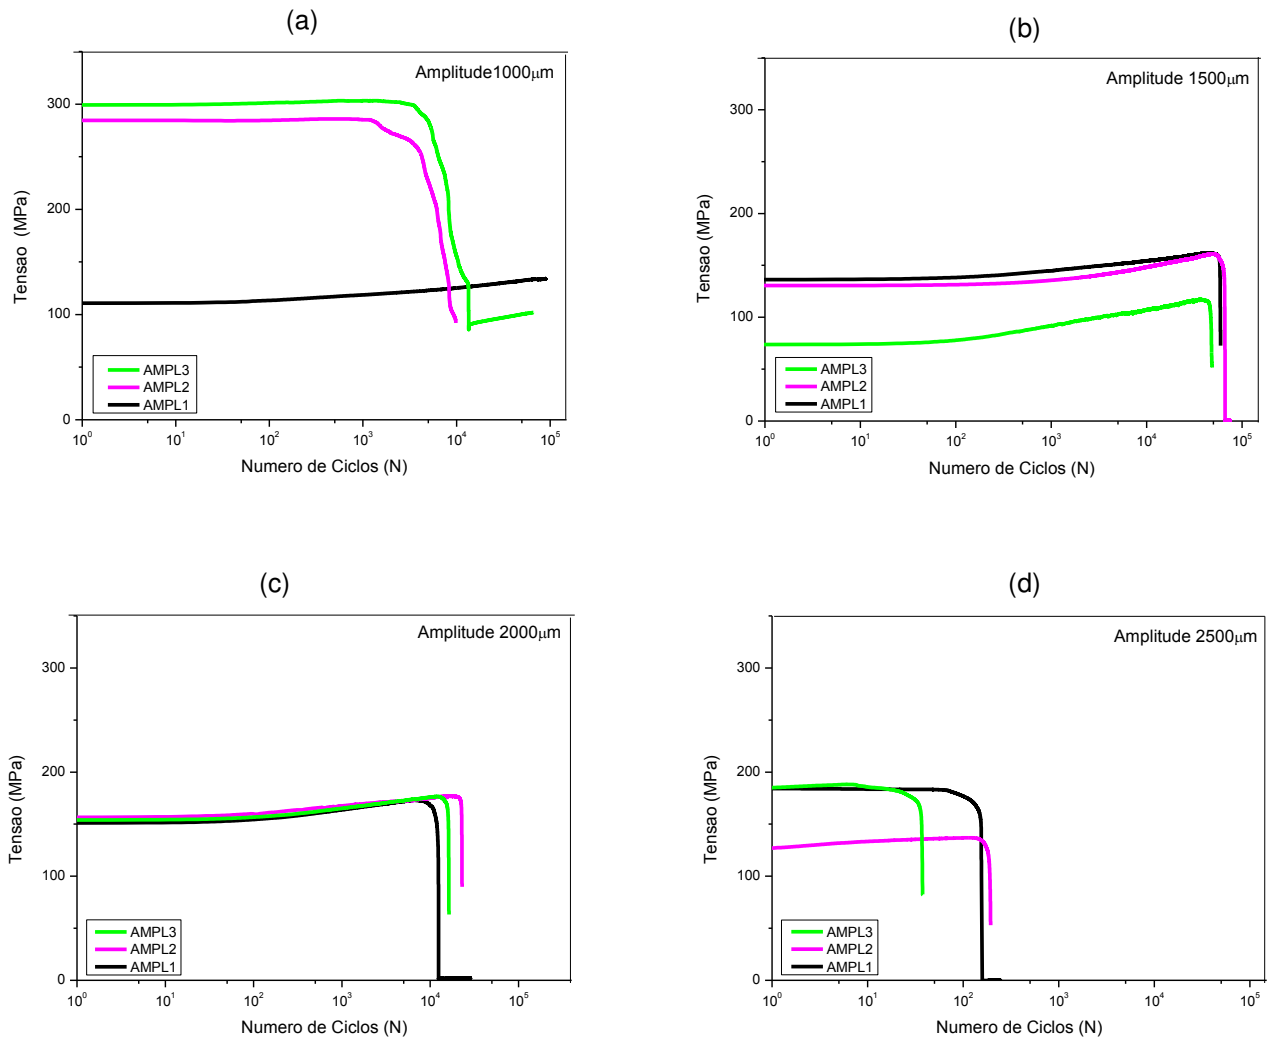 (a)
Amplitude1000μm
Tensao (MPa)
300
200
100
0
AMPL3
AMPL2
AMPL1
10⁰
10¹
10²
10³
10⁴
10⁵
Numero de Ciclos (N)
(b)
Amplitude 1500μm
Tensao (MPa)
300
200
100
0
AMPL3
AMPL2
AMPL1
10⁰
10¹
10²
10³
10⁴
10⁵
Numero de Ciclos (N)
(c)
Amplitude 2000μm
Tensao (MPa)
300
200
100
0
AMPL3
AMPL2
AMPL1
10⁰
10¹
10²
10³
10⁴
10⁵
Numero de Ciclos (N)
(d)
Amplitude 2500μm
Tensao (MPa)
300
200
100
0
AMPL3
AMPL2
AMPL1
10⁰
10¹
10²
10³
10⁴
10⁵
Numero de Ciclos (N)